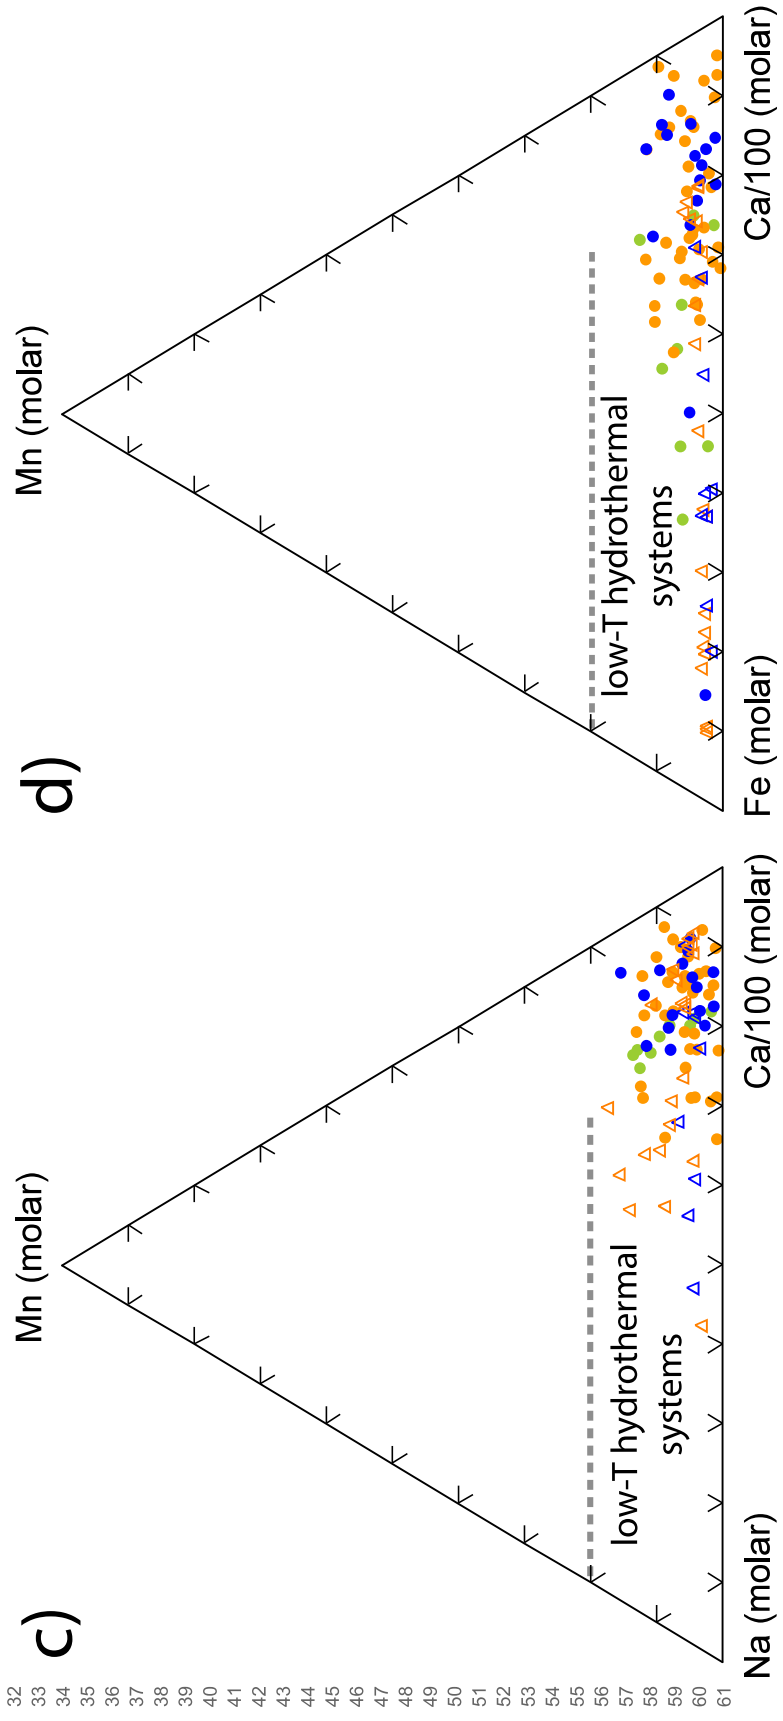 c)
Mn (molar)
low-T hydrothermal
systems
Na (molar)
Ca/100 (molar)
d)
Mn (molar)
low-T hydrothermal
systems
Fe (molar)
Ca/100 (molar)
32
33
34
35
36
37
38
39
40
41
42
43
44
45
46
47
48
49
50
51
52
53
54
55
56
57
58
59
60
61